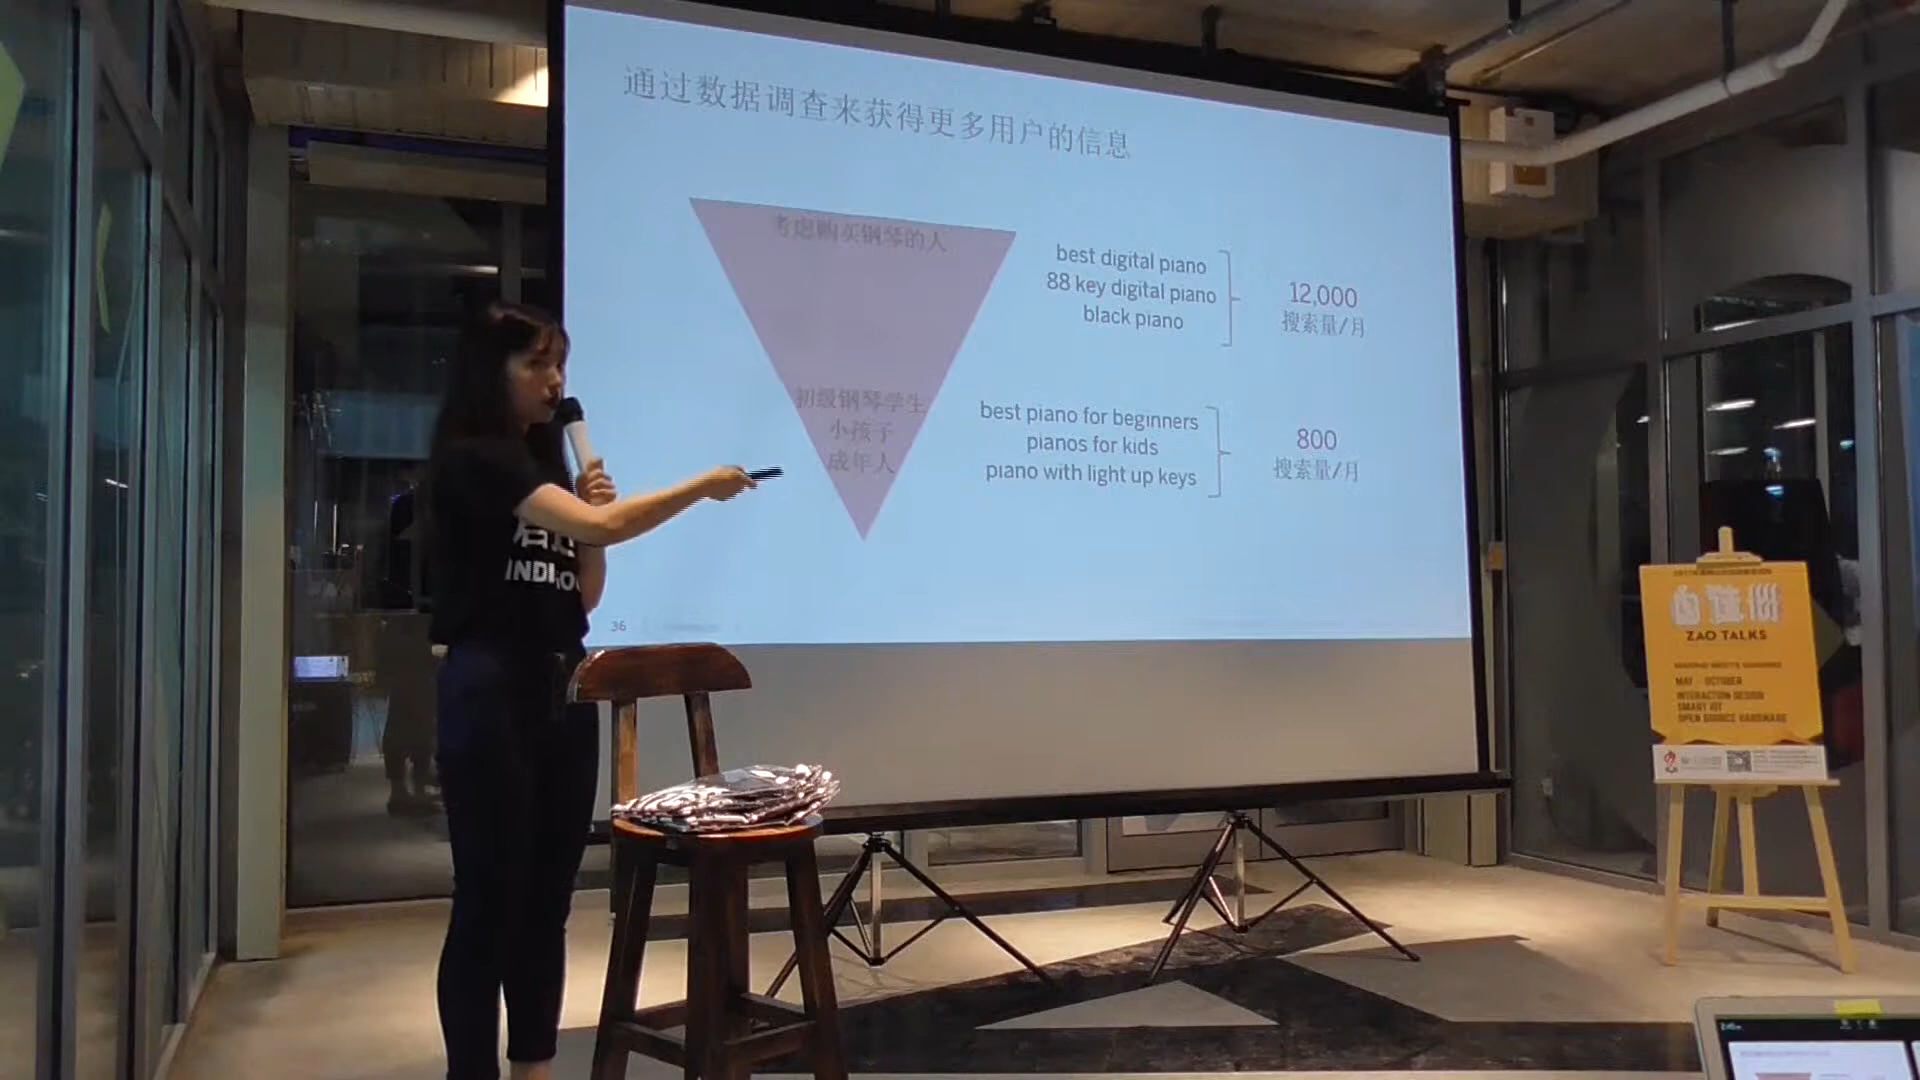 通过数据调查来获得更多用户的信息
考虑购买钢琴的人
best digital piano
88 key digital piano
black piano
12,000
搜索量/月
初级钢琴学生
小孩子
成年人
best piano for beginners
pianos for kids
piano with light up keys
800
搜索量/月
36
ZAO TALKS
MAY OCTOBER
INTERACTION DESIGN
SMART IOT
OPEN SOURCE HARDWARE